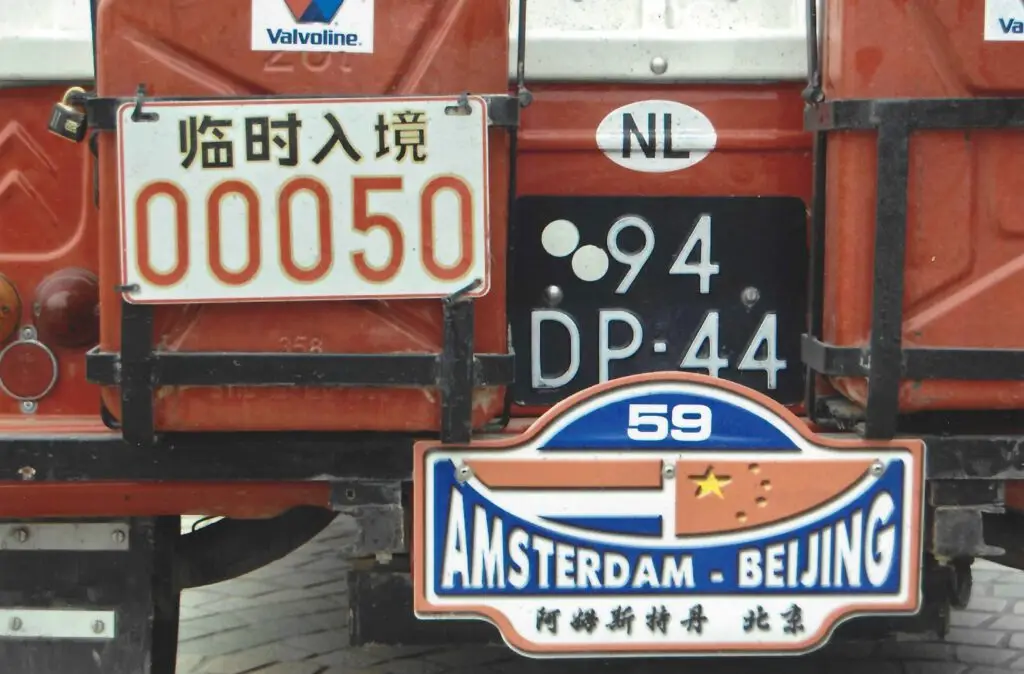 Valvoline
Va
临时入境
00050
NL
94
DP-44
358
59
AMSTERDAM - BEIJING
阿姆斯特丹 北京